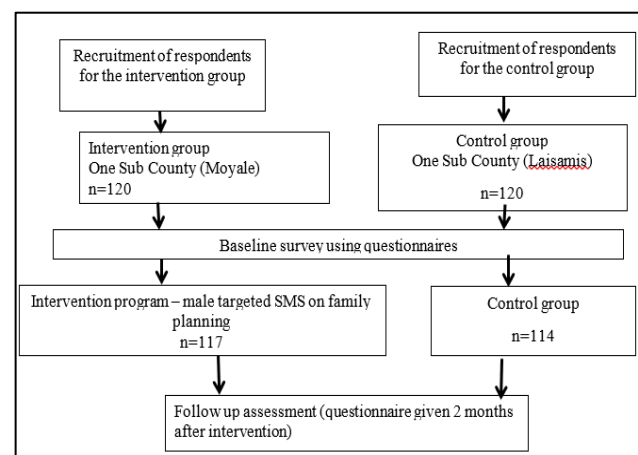 Recruitment of respondents
for the intervention group
Recruitment of respondents
for the control group
Intervention group
One Sub County (Moyale)
n=120
Control group
One Sub County (Laisamis)
n=120
Baseline survey using questionnaires
Intervention program – male targeted SMS on family
planning
n=117
Control group
n=114
Follow up assessment (questionnaire given 2 months
after intervention)